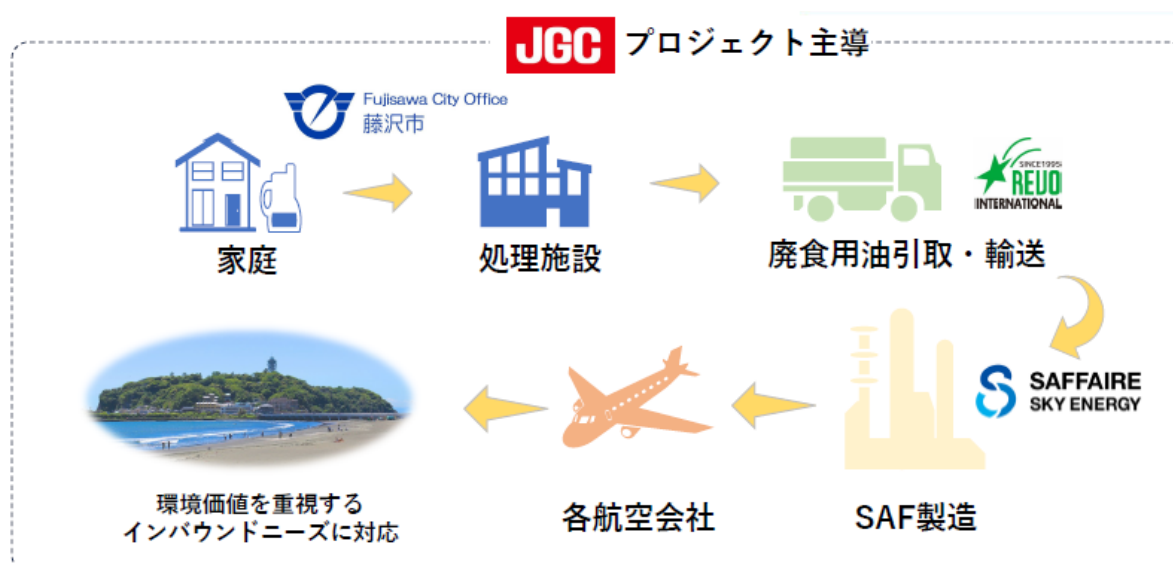 JGC プロジェクト主導
Fujisawa City Office
藤沢市
家庭
処理施設
SINCE1995
REVO
INTERNATIONAL
廃食用油引取・輸送
SAFFAIRE
SKY ENERGY
環境価値を重視する
インバウンドニーズに対応
各航空会社
SAF製造